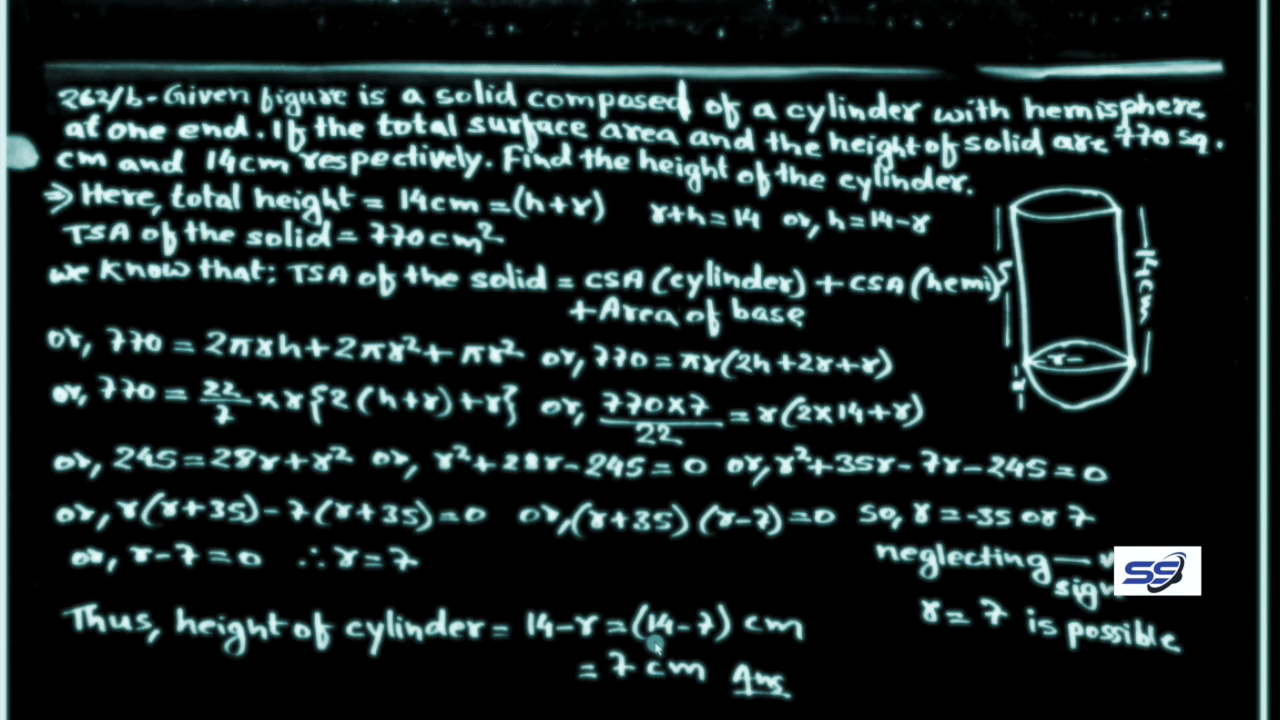 262/b- Given figure is a solid composed of a cylinder with hemisphere
at one end. If the total surface area and the height of solid are 770 sq.
cm and 14cm respectively. Find the height of the cylinder.
⇒ Here, total height = 14cm = (h+r) r+h = 14 or, h = 14-r
TSA of the solid = 770cm²
we know that: TSA of the solid = CSA (cylinder) + CSA (hemi)
+ Area of base
or, 770 = 2πrh + 2πr² + πr² or, 770 = πr(2h+2r+r)
or, 770 = 22/7 × r{2(h+r)+r} or, 770×7/22 = r(2×14+r)
or, 245 = 28r + r² or, r² + 28r - 245 = 0 or, r² + 35r - 7r - 245 = 0
or, r(r+35) - 7(r+35) = 0 or, (r+35) (r-7) = 0 so, r = -35 or 7
or, r-7 = 0 ∴ r = 7
neglecting —
sign
r = 7 is possible
Thus, height of cylinder = 14-r = (14-7) cm
= 7 cm Ans
14cm
r
SS